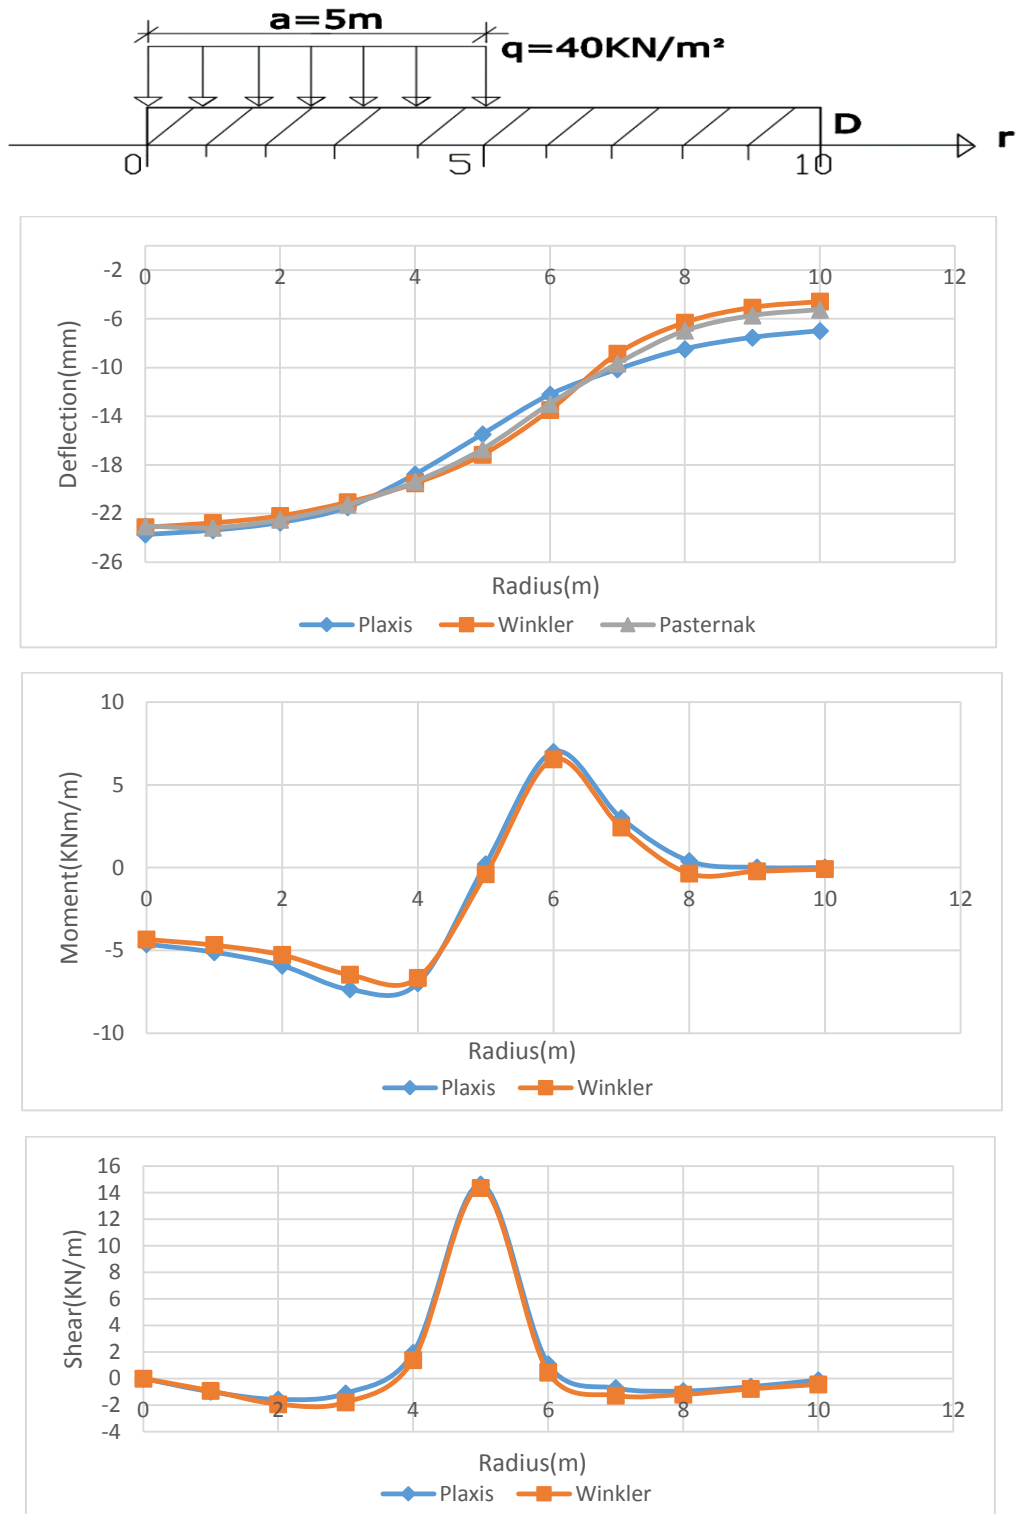 a=5m
q=40KN/m²
D
r
0 5 10
-2
-6
-10
-14
-18
-22
-26
0 2 4 6 8 10 12
Deflection(mm)
Radius(m)
Plaxis Winkler Pasternak
10
5
0
-5
-10
0 2 4 6 8 10 12
Moment(KNm/m)
Radius(m)
Plaxis Winkler
16
14
12
10
8
6
4
2
0
-2
-4
0 2 4 6 8 10 12
Shear(KN/m)
Radius(m)
Plaxis Winkler